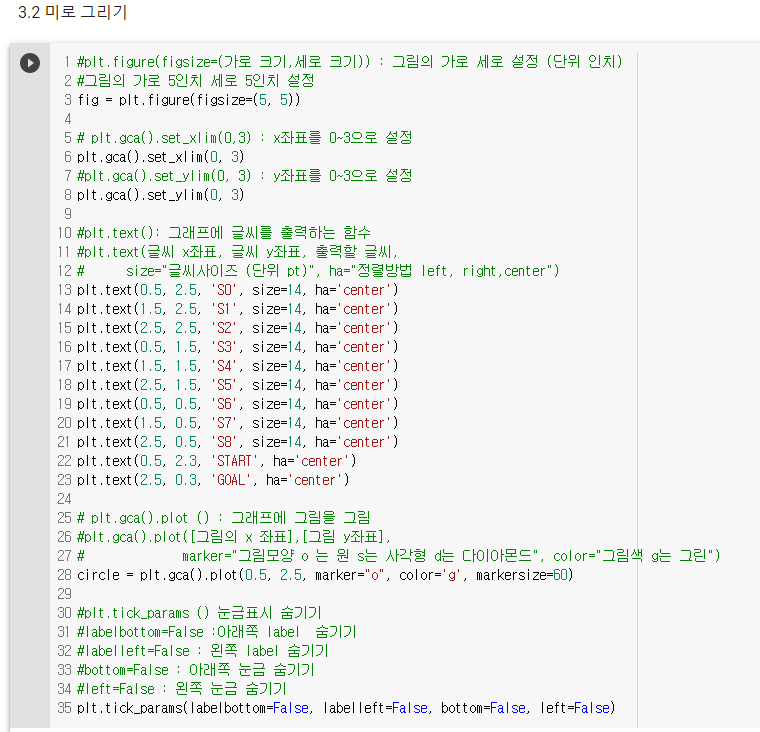 3.2 미로 그리기
1 #plt.figure(figsize=(가로 크기,세로 크기)) : 그림의 가로 세로 설정 (단위 인치)
2 #그림의 가로 5인치 세로 5인치 설정
3 fig = plt.figure(figsize=(5, 5))
4
5 # plt.gca().set_xlim(0,3) : x좌표를 0~3으로 설정
6 plt.gca().set_xlim(0, 3)
7 #plt.gca().set_ylim(0, 3) : y좌표를 0~3으로 설정
8 plt.gca().set_ylim(0, 3)
9
10 #plt.text(): 그래프에 글씨를 출력하는 함수
11 #plt.text(글씨 x좌표, 글씨 y좌표, 출력할 글씨,
12 #     size="글씨사이즈 (단위 pt)", ha="정렬방법 left, right,center")
13 plt.text(0.5, 2.5, 'S0', size=14, ha='center')
14 plt.text(1.5, 2.5, 'S1', size=14, ha='center')
15 plt.text(2.5, 2.5, 'S2', size=14, ha='center')
16 plt.text(0.5, 1.5, 'S3', size=14, ha='center')
17 plt.text(1.5, 1.5, 'S4', size=14, ha='center')
18 plt.text(2.5, 1.5, 'S5', size=14, ha='center')
19 plt.text(0.5, 0.5, 'S6', size=14, ha='center')
20 plt.text(1.5, 0.5, 'S7', size=14, ha='center')
21 plt.text(2.5, 0.5, 'S8', size=14, ha='center')
22 plt.text(0.5, 2.3, 'START', ha='center')
23 plt.text(2.5, 0.3, 'GOAL', ha='center')
24
25 # plt.gca().plot () : 그래프에 그림을 그림
26 #plt.gca().plot([그림의 x 좌표],[그림 y좌표],
27 #            marker="그림모양 o 는 원 s는 사각형 d는 다이아몬드", color="그림색 g는 그린")
28 circle = plt.gca().plot(0.5, 2.5, marker="o", color='g', markersize=60)
29
30 #plt.tick_params () 눈금표시 숨기기
31 #labelbottom=False :아래쪽 label  숨기기
32 #labelleft=False : 왼쪽 label 숨기기
33 #bottom=False : 아래쪽 눈금 숨기기
34 #left=False : 왼쪽 눈금 숨기기
35 plt.tick_params(labelbottom=False, labelleft=False, bottom=False, left=False)